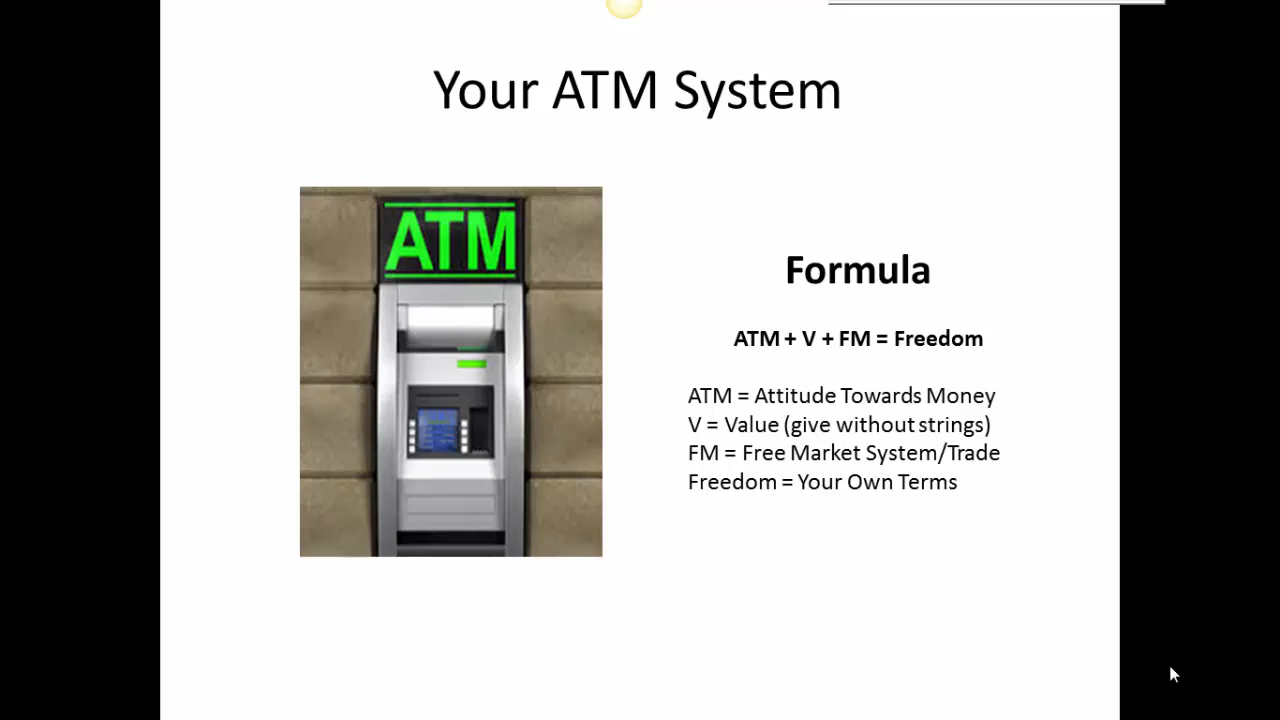 Your ATM System
ATM
Formula
ATM + V + FM = Freedom
ATM = Attitude Towards Money
V = Value (give without strings)
FM = Free Market System/Trade
Freedom = Your Own Terms